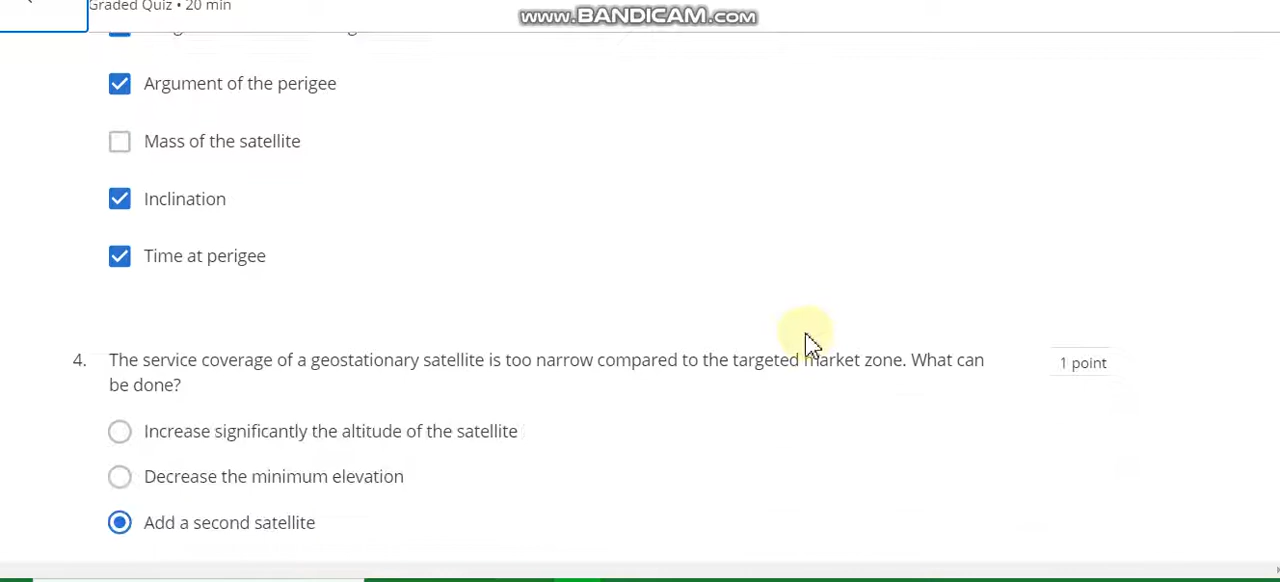 Graded Quiz • 20 min
www.BANDICAM.com
Argument of the perigee
Mass of the satellite
Inclination
Time at perigee
4. The service coverage of a geostationary satellite is too narrow compared to the targeted market zone. What can
be done?
1 point
Increase significantly the altitude of the satellite
Decrease the minimum elevation
Add a second satellite